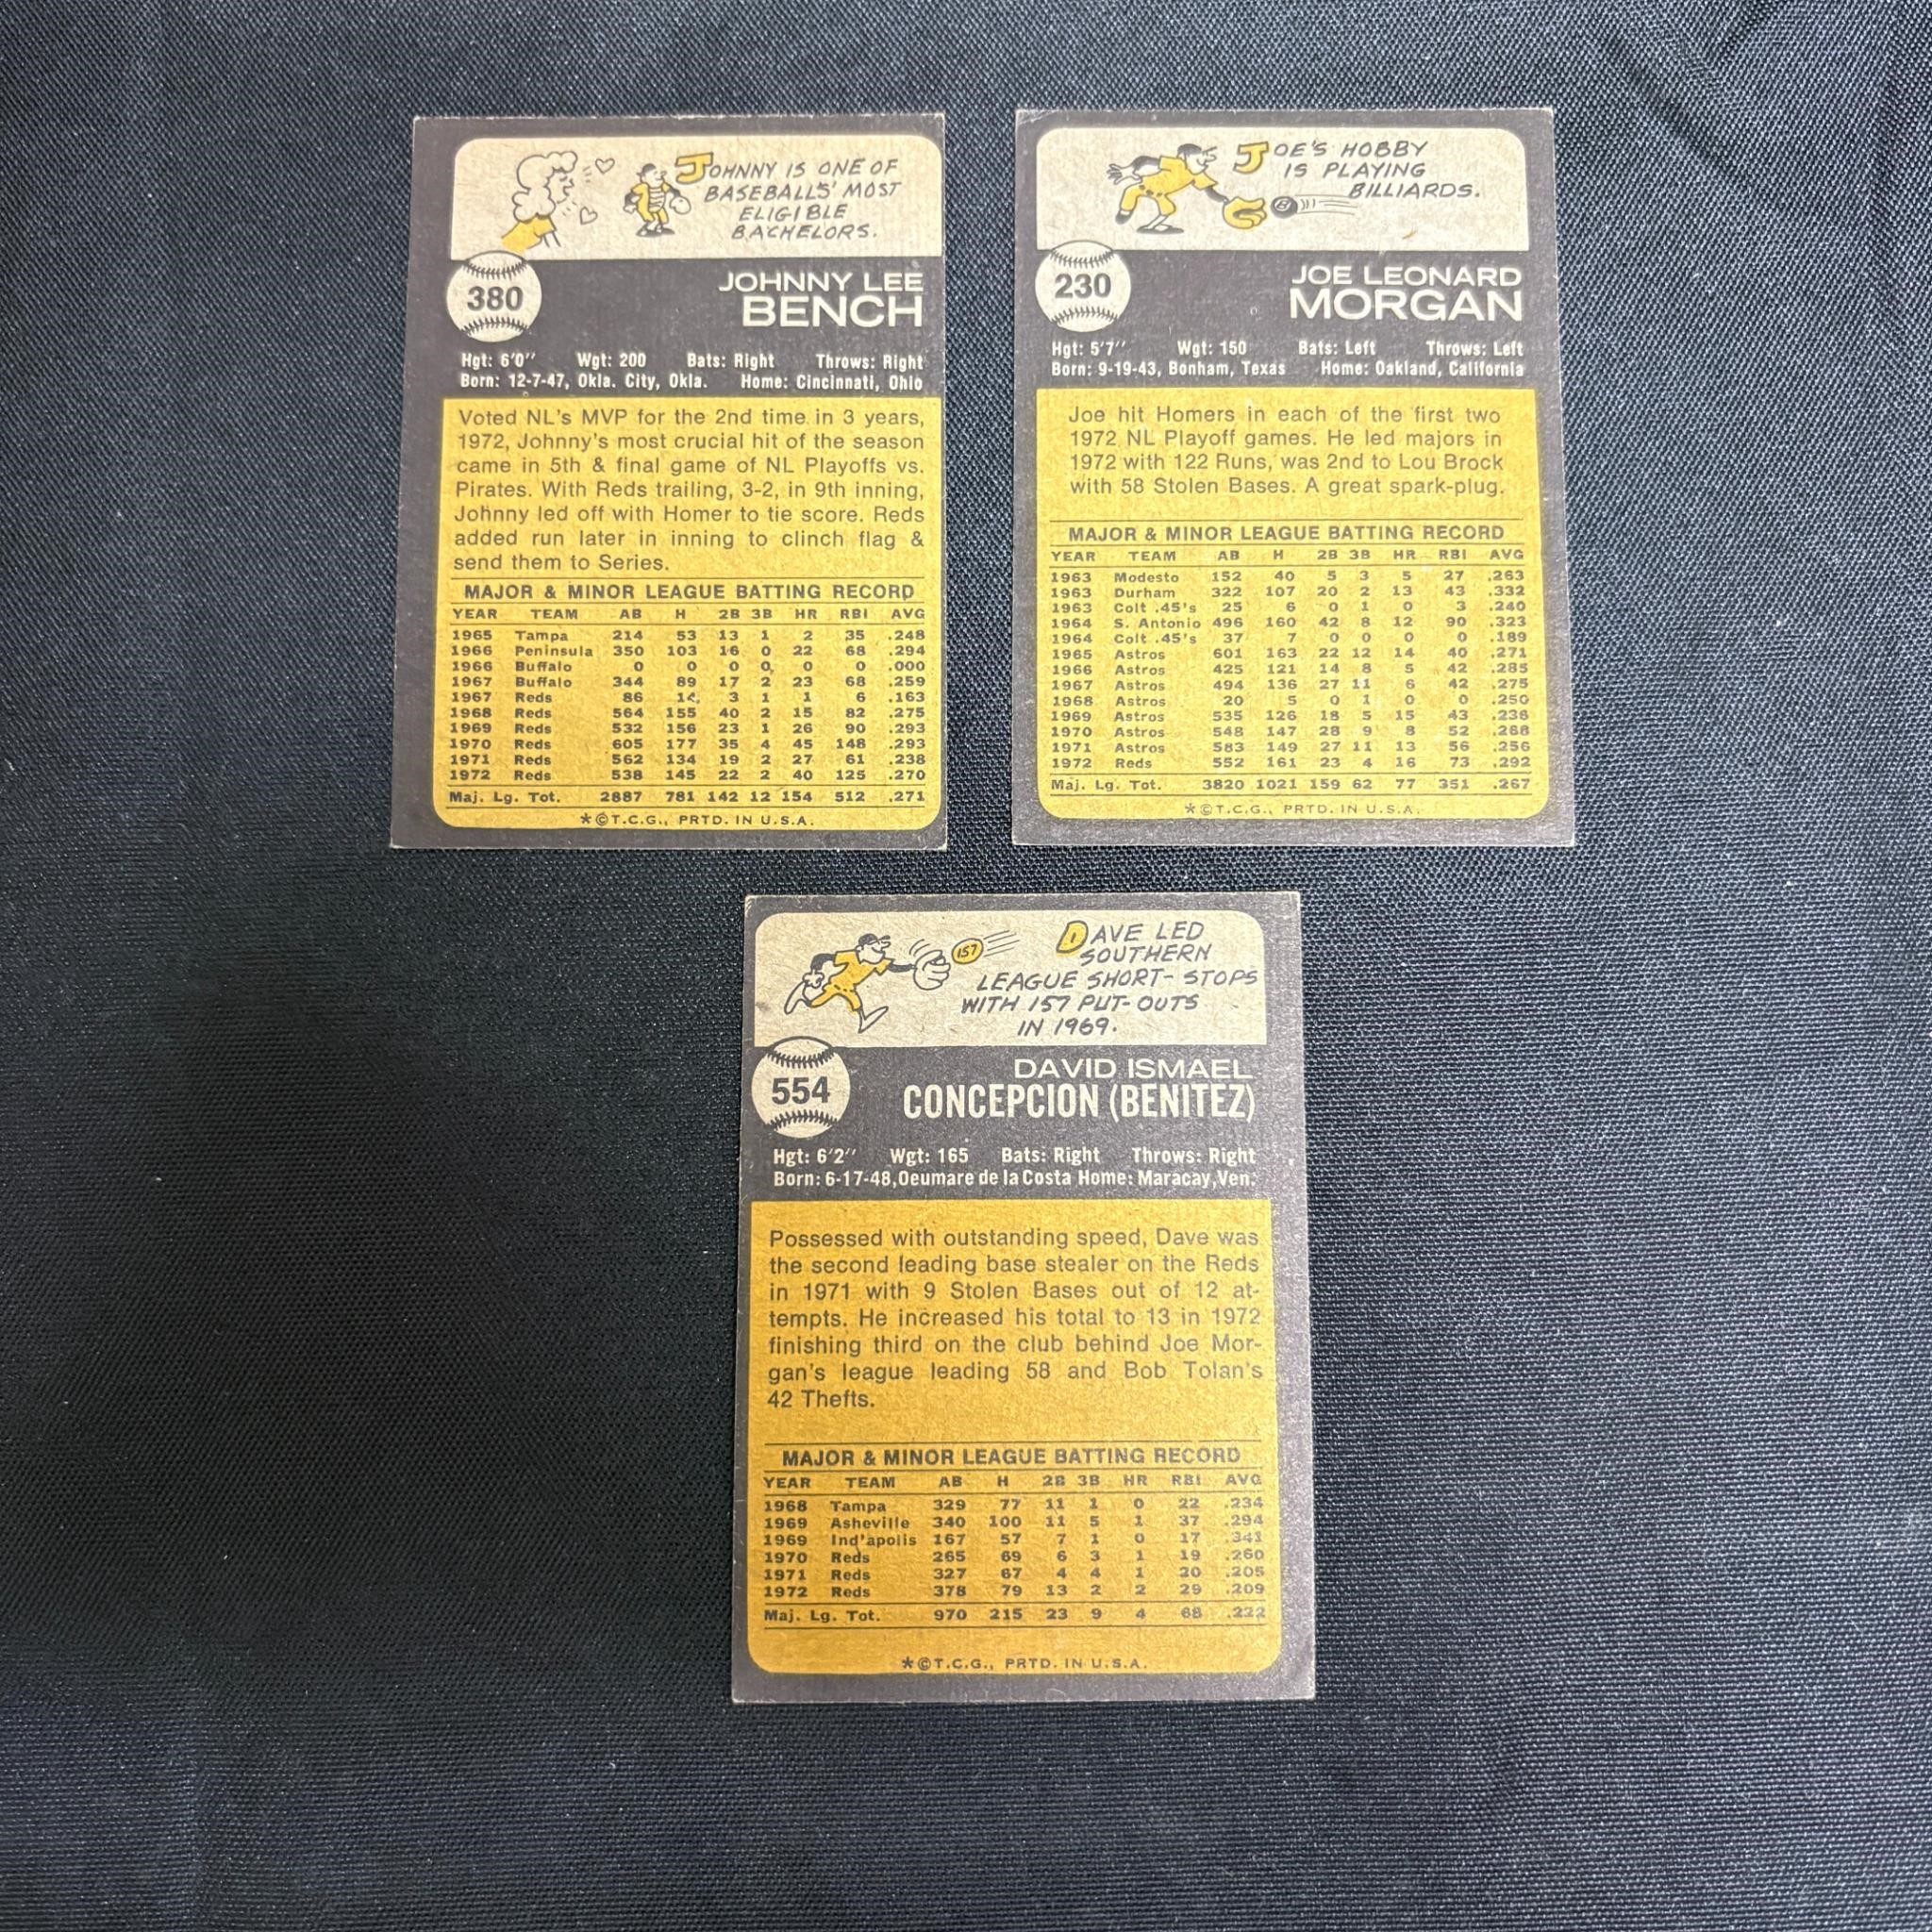 JOHNNY IS ONE OF
BASEBALLS' MOST
ELIGIBLE
BACHELORS.
380
JOHNNY LEE
BENCH
Hgt: 6'0" Wgt: 200 Bats: Right Throws: Right
Born: 12-7-47, Okla. City, Okla. Home: Cincinnati, Ohio
Voted NL's MVP for the 2nd time in 3 years,
1972, Johnny's most crucial hit of the season
came in 5th & final game of NL Playoffs vs.
Pirates. With Reds trailing, 3-2, in 9th inning,
Johnny led off with Homer to tie score. Reds
added run later in inning to clinch flag &
send them to Series.
MAJOR & MINOR LEAGUE BATTING RECORD
YEAR TEAM AB H 2B 3B HR RBI AVG
1965 Tampa 214 53 13 1 2 35 .248
1966 Peninsula 350 103 16 0 22 68 .294
1966 Buffalo 0 0 0 0 0 0 .000
1967 Buffalo 344 89 17 2 23 68 .259
1967 Reds 86 14 3 1 1 6 .163
1968 Reds 564 155 40 2 15 82 .275
1969 Reds 532 156 23 1 26 90 .293
1970 Reds 605 177 35 4 45 148 .293
1971 Reds 562 134 19 2 27 61 .238
1972 Reds 538 145 22 2 40 125 .270
Maj. Lg. Tot. 2887 781 142 12 154 512 .271
*©T.C.G., PRTD. IN U.S.A.
JOE'S HOBBY
IS PLAYING
BILLIARDS.
8
230
JOE LEONARD
MORGAN
Hgt: 5'7" Wgt: 150 Bats: Left Throws: Left
Born: 9-19-43, Bonham, Texas Home: Oakland, California
Joe hit Homers in each of the first two
1972 NL Playoff games. He led majors in
1972 with 122 Runs, was 2nd to Lou Brock
with 58 Stolen Bases. A great spark-plug.
MAJOR & MINOR LEAGUE BATTING RECORD
YEAR TEAM AB H 2B 3B HR RBI AVG
1963 Modesto 152 40 5 3 5 27 .263
1963 Durham 322 107 20 2 13 43 .332
1963 Colt .45's 25 6 0 1 0 3 .240
1964 S. Antonio 496 160 42 8 12 90 .323
1964 Colt .45's 37 7 0 0 0 0 .189
1965 Astros 601 163 22 12 14 40 .271
1966 Astros 425 121 14 8 5 42 .285
1967 Astros 494 136 27 11 6 42 .275
1968 Astros 20 5 0 1 0 0 .250
1969 Astros 535 126 18 5 15 43 .236
1970 Astros 548 147 28 9 8 52 .268
1971 Astros 583 149 27 11 13 56 .256
1972 Reds 552 161 23 4 16 73 .292
Maj. Lg. Tot. 3820 1021 159 62 77 351 .267
*©T.C.G., PRTD. IN U.S.A.
157
DAVE LED
SOUTHERN
LEAGUE SHORT-STOPS
WITH 157 PUT-OUTS
IN 1969.
554
DAVID ISMAEL
CONCEPCION (BENITEZ)
Hgt: 6'2" Wgt: 165 Bats: Right Throws: Right
Born: 6-17-48, Oeumare de la Costa Home: Maracay, Ven.
Possessed with outstanding speed, Dave was
the second leading base stealer on the Reds
in 1971 with 9 Stolen Bases out of 12 at-
tempts. He increased his total to 13 in 1972
finishing third on the club behind Joe Mor-
gan's league leading 58 and Bob Tolan's
42 Thefts.
MAJOR & MINOR LEAGUE BATTING RECORD
YEAR TEAM AB H 2B 3B HR RBI AVG
1968 Tampa 329 77 11 1 0 22 .234
1969 Asheville 340 100 11 5 1 37 .294
1969 Ind'apolis 167 57 7 1 0 17 .341
1970 Reds 265 69 6 3 1 19 .260
1971 Reds 327 67 4 4 1 20 .205
1972 Reds 378 79 13 2 2 29 .209
Maj. Lg. Tot. 970 215 23 9 4 68 .222
*©T.C.G., PRTD. IN U.S.A.